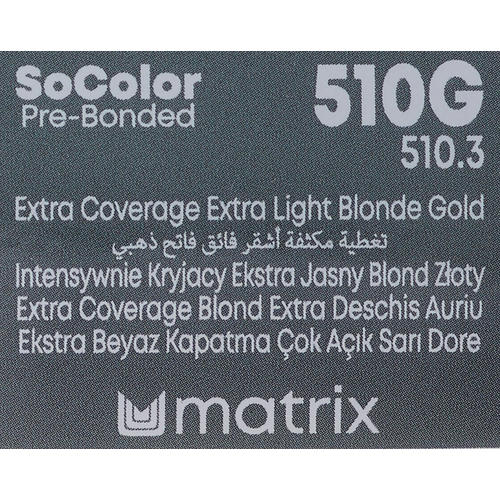 SoColor
Pre-Bonded
510G
510.3
Extra Coverage Extra Light Blonde Gold
تغطية مكثفة أشقر فائق فاتح ذهبي
Intensywnie Kryjacy Ekstra Jasny Blond Złoty
Extra Coverage Blond Extra Deschis Auriu
Ekstra Beyaz Kapatma Çok Açik Sarı Dore
matrix